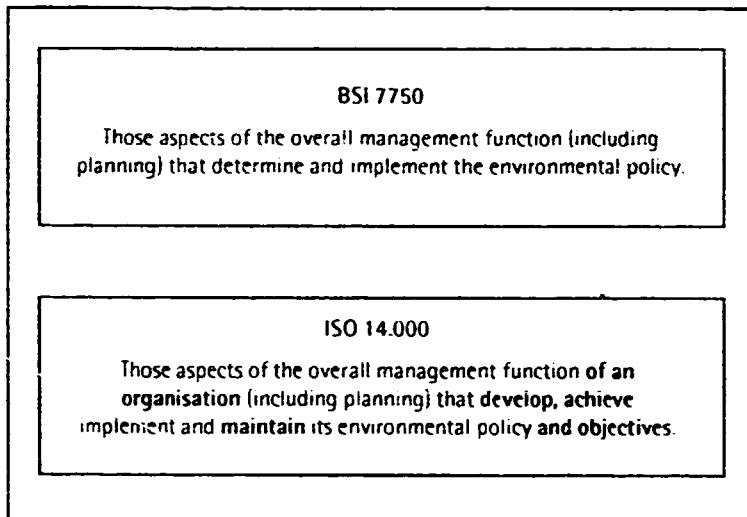 BSI 7750
Those aspects of the overall management function (including
planning) that determine and implement the environmental policy.
ISO 14.000
Those aspects of the overall management function of an
organisation (including planning) that develop, achieve
implement and maintain its environmental policy and objectives.